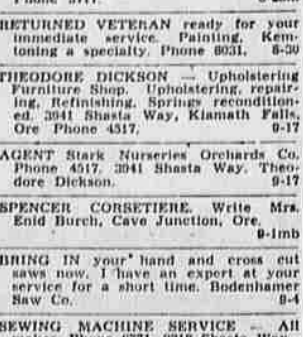 RETURNED VETERAN ready for your
immediate service. Painting, Kem-
toning a specialty. Phone 8031. 8-30
THEODORE DICKSON — Upholstering
Furniture Shop. Upholstering, repair-
ing, Refinishing. Springs recondition-
ed. 3941 Shasta Way, Klamath Falls,
Ore Phone 4517. 9-17
AGENT Stark Nurseries Orchards Co.
Phone 4517. 3941 Shasta Way. Theo-
dore Dickson. 9-17
SPENCER CORSETIERE. Write Mrs.
Enid Burch, Cave Junction, Ore.
9-1mb
BRING IN your hand and cross cut
saws now. I have an expert at your
service for a short time. Bodenhamer
Saw Co. 9-4
SEWING MACHINE SERVICE — All